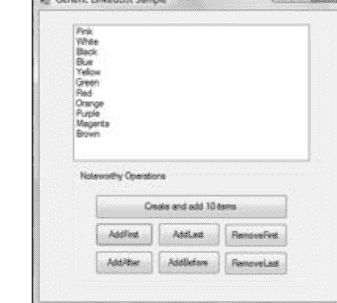 Generic LinkedList Sample
Pink
White
Black
Blue
Yellow
Green
Red
Orange
Purple
Magenta
Brown
Noteworthy Operations
Create and add 10 items
AddFirst AddLast RemoveFirst
AddAfter AddBefore RemoveLast